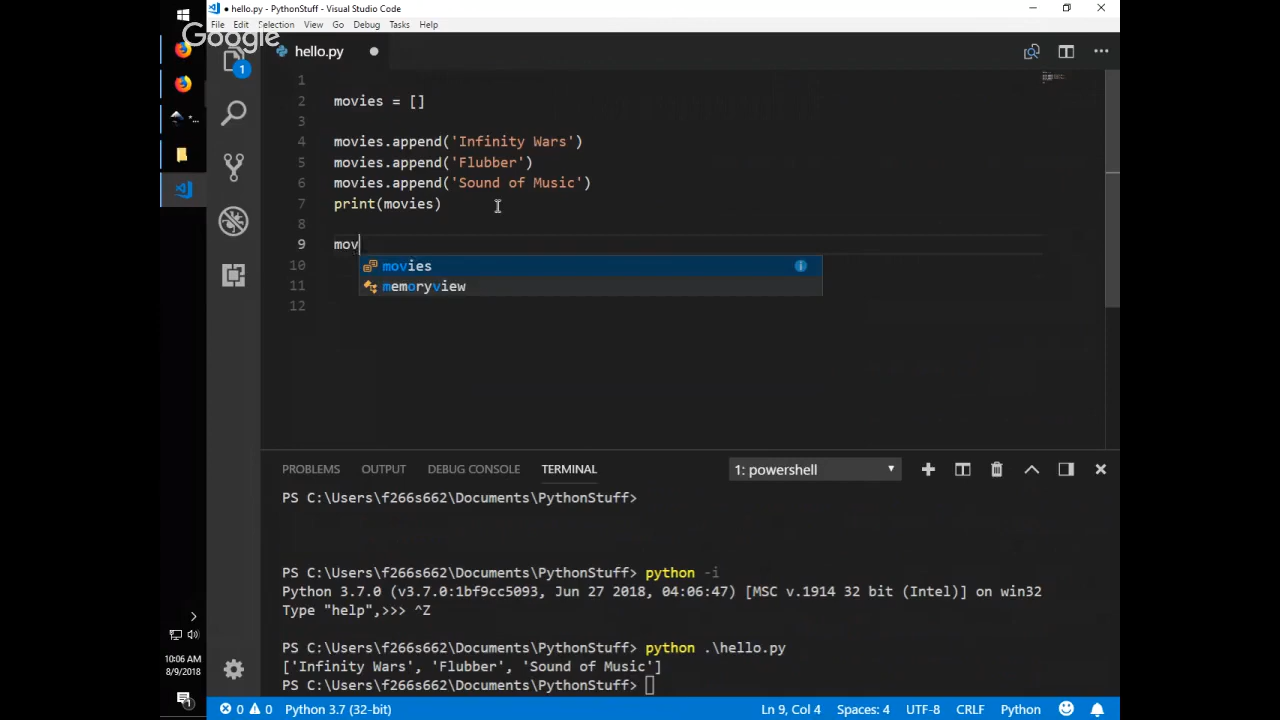 ● hello.py - PythonStuff - Visual Studio Code
File Edit Selection View Go Debug Tasks Help
Google
hello.py
1
1
2 movies = []
3
4 movies.append('Infinity Wars')
5 movies.append('Flubber')
6 movies.append('Sound of Music')
7 print(movies)
8
9 mov
10 movies
11 memoryview
12
PROBLEMS OUTPUT DEBUG CONSOLE TERMINAL 1: powershell
PS C:\Users\f266s662\Documents\PythonStuff>
PS C:\Users\f266s662\Documents\PythonStuff> python -i
Python 3.7.0 (v3.7.0:1bf9cc5093, Jun 27 2018, 04:06:47) [MSC v.1914 32 bit (Intel)] on win32
Type "help",>>> ^Z
PS C:\Users\f266s662\Documents\PythonStuff> python .\hello.py
['Infinity Wars', 'Flubber', 'Sound of Music']
PS C:\Users\f266s662\Documents\PythonStuff>
10:06 AM
8/9/2018
1
0 0 Python 3.7 (32-bit) Ln 9, Col 4 Spaces: 4 UTF-8 CRLF Python